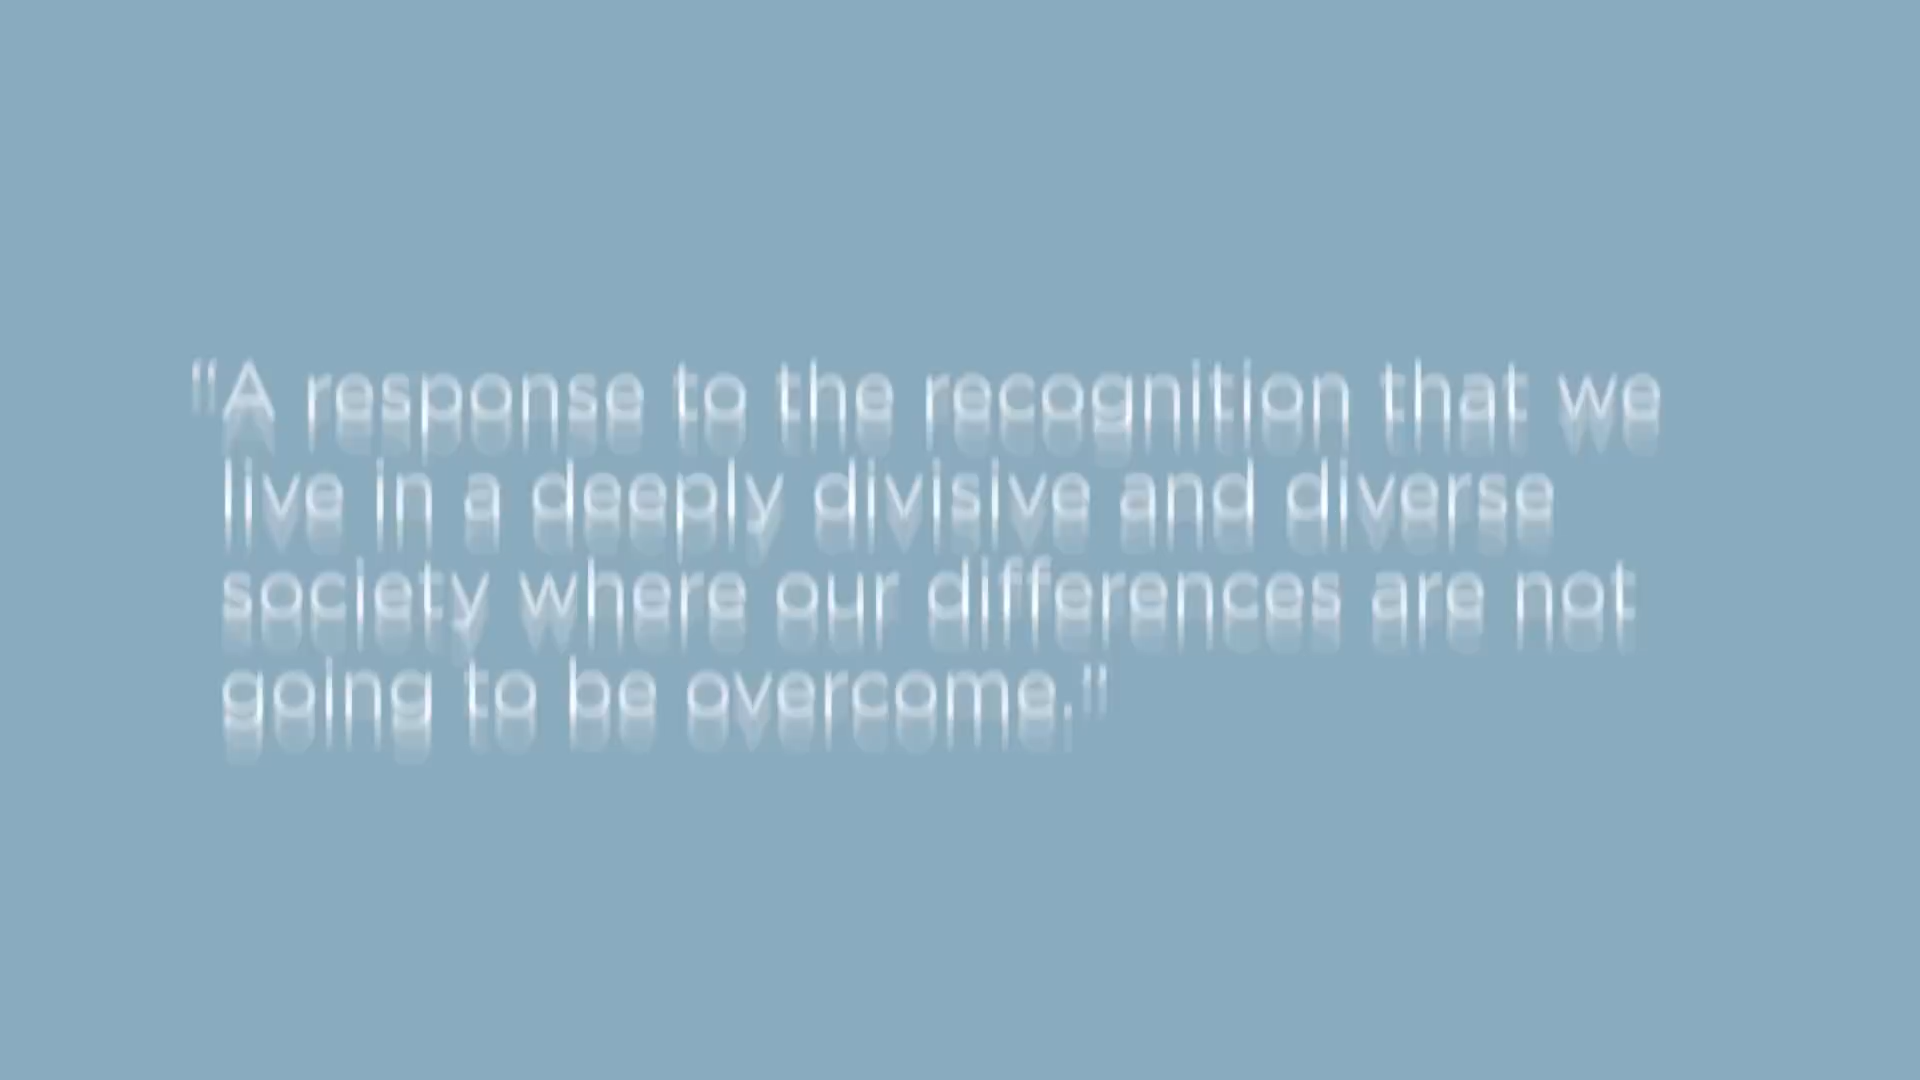 "A response to the recognition that we
live in a deeply divisive and diverse
society where our differences are not
going to be overcome."